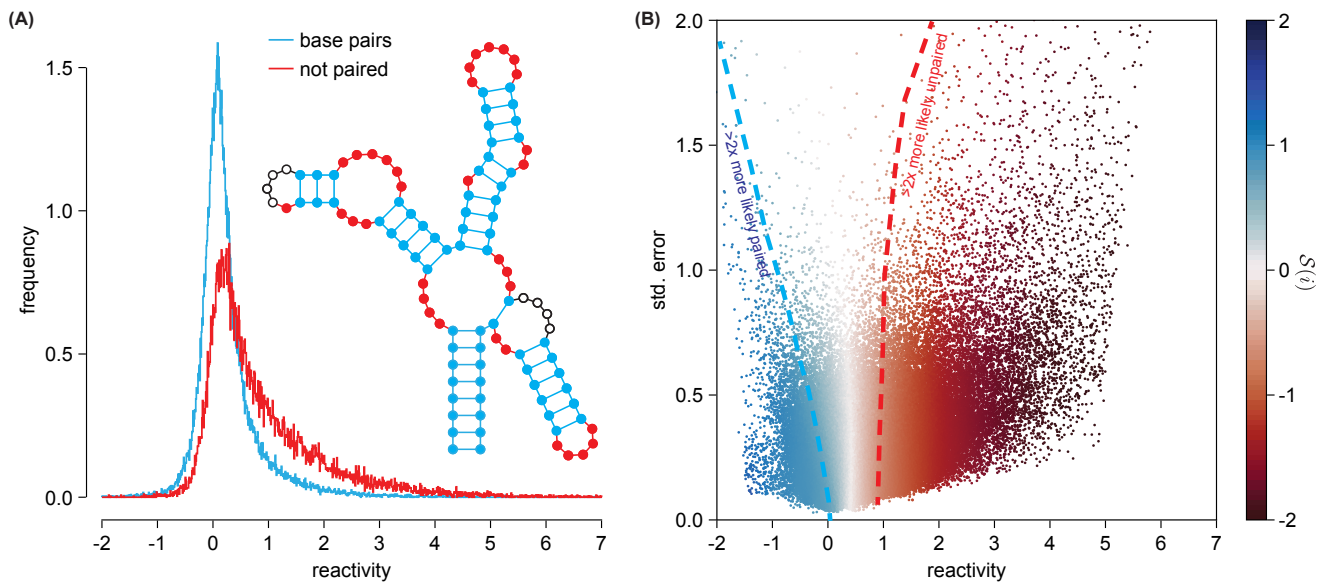 (A)
base pairs
not paired
frequency
1.5
1.0
0.5
0.0
-2 -1 0 1 2 3 4 5 6 7
reactivity
(B)
std. error
2.0
1.5
1.0
0.5
0.0
>2x more likely paired
>2x more likely unpaired
-2 -1 0 1 2 3 4 5 6 7
reactivity
2
1
0
-1
-2
S(i)